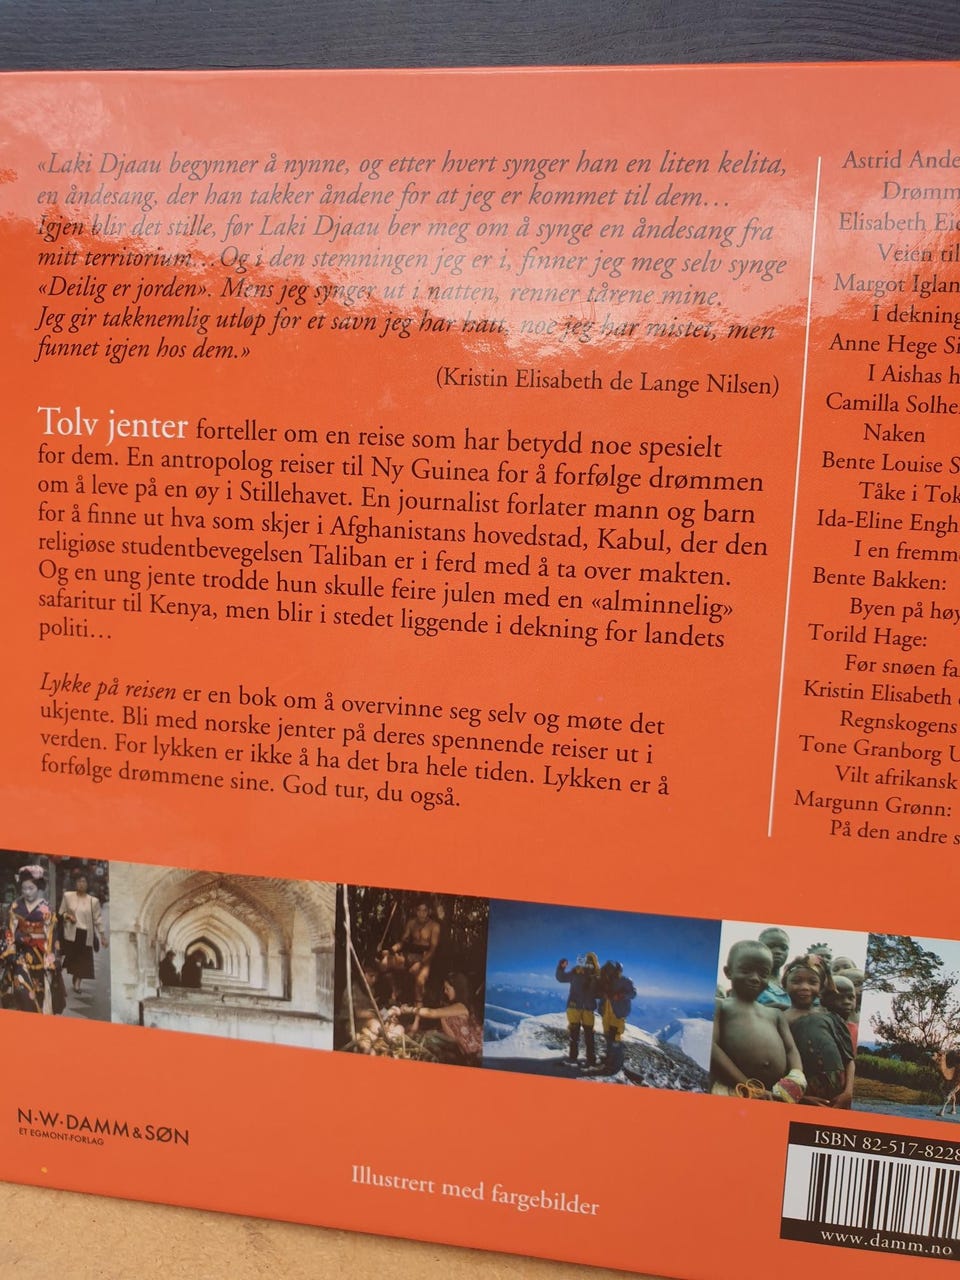 «Laki Djaau begynner å nynne, og etter hvert synger han en liten kelita,
en åndesang, der han takker åndene for at jeg er kommet til dem…
Igjen blir det stille, før Laki Djaau ber meg om å synge en åndesang fra
mitt territorium…Og i den stemningen jeg er i, finner jeg meg selv synge
«Deilig er jorden». Mens jeg synger ut i natten, renner tårene mine.
Jeg gir takknemlig utløp for et savn jeg har hatt, noe jeg har mistet, men
funnet igjen hos dem.»
(Kristin Elisabeth de Lange Nilsen)
Tolv jenter forteller om en reise som har betydd noe spesielt
for dem. En antropolog reiser til Ny Guinea for å forfølge drømmen
om å leve på en øy i Stillehavet. En journalist forlater mann og barn
for å finne ut hva som skjer i Afghanistans hovedstad, Kabul, der den
religiøse studentbevegelsen Taliban er i ferd med å ta over makten.
Og en ung jente trodde hun skulle feire julen med en «alminnelig»
safaritur til Kenya, men blir i stedet liggende i dekning for landets
politi…
Lykke på reisen er en bok om å overvinne seg selv og møte det
ukjente. Bli med norske jenter på deres spennende reiser ut i
verden. For lykken er ikke å ha det bra hele tiden. Lykken er å
forfølge drømmene sine. God tur, du også.
Astrid Ande
Drømm
Elisabeth Eid
Veien til
Margot Iglan
I dekning
Anne Hege Si
I Aishas h
Camilla Solhe
Naken
Bente Louise S
Tåke i Tok
Ida-Eline Engh
I en fremm
Bente Bakken:
Byen på høy
Torild Hage:
Før snøen fa
Kristin Elisabeth
Regnskogens
Tone Granborg U
Vilt afrikansk
Margunn Grønn:
På den andre s
N·W·DAMM & SØN
ET EGMONT-FORLAG
Illustrert med fargebilder
ISBN 82-517-8228
www.damm.no